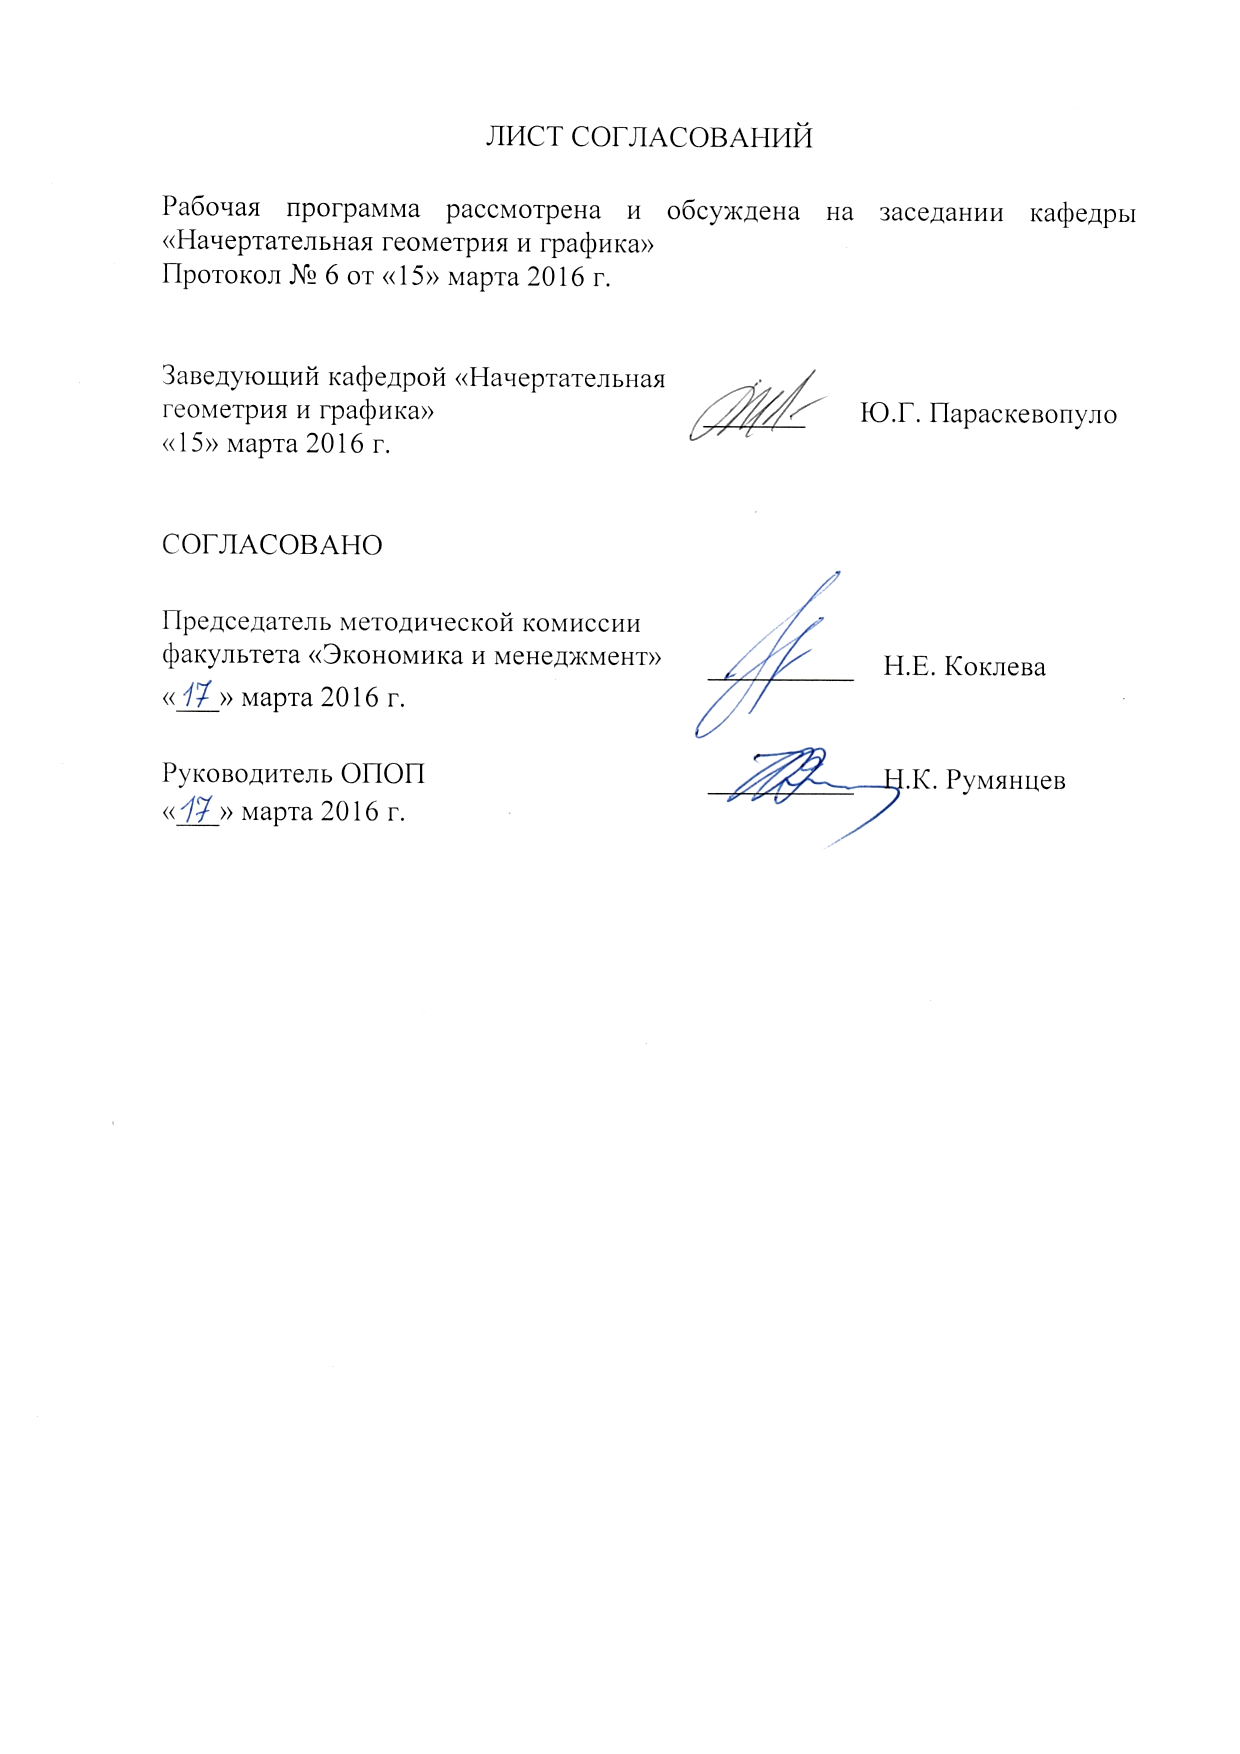 ЛИСТ СОГЛАСОВАНИЙ
Рабочая программа рассмотрена и обсуждена на заседании кафедры
«Начертательная геометрия и графика»
Протокол № 6 от «15» марта 2016 г.
Заведующий кафедрой «Начертательная
геометрия и графика» Ю.Г. Параскевопуло
«15» марта 2016 г.
СОГЛАСОВАНО
Председатель методической комиссии
факультета «Экономика и менеджмент» Н.Е. Коклева
«17» марта 2016 г.
Руководитель ОПОП Н.К. Румянцев
«17» марта 2016 г.